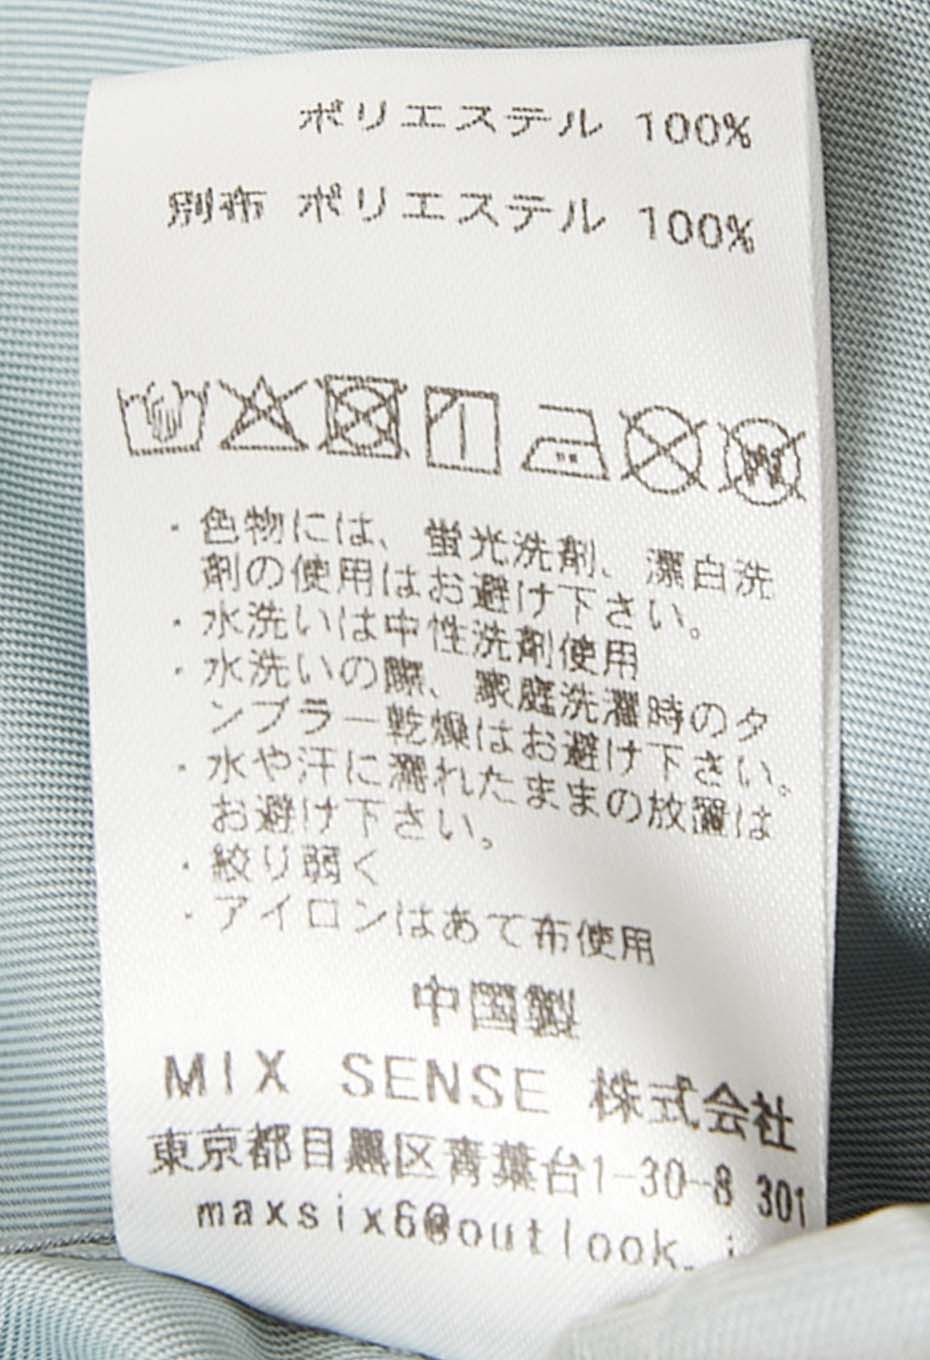 ポリエステル 100%
別布 ポリエステル 100%
・色物には、蛍光洗剤、漂白洗
剤の使用はお避け下さい。
・水洗いは中性洗剤使用
・水洗いの際、家庭洗濯時のタ
ンブラー乾燥はお避け下さい。
・水や汗に濡れたままの放置は
お避け下さい。
・絞り弱く
・アイロンはあて布使用
中国製
MIX SENSE 株式会社
東京都目黒区青葉台1-30-8 301
maxsix6@outlook.j